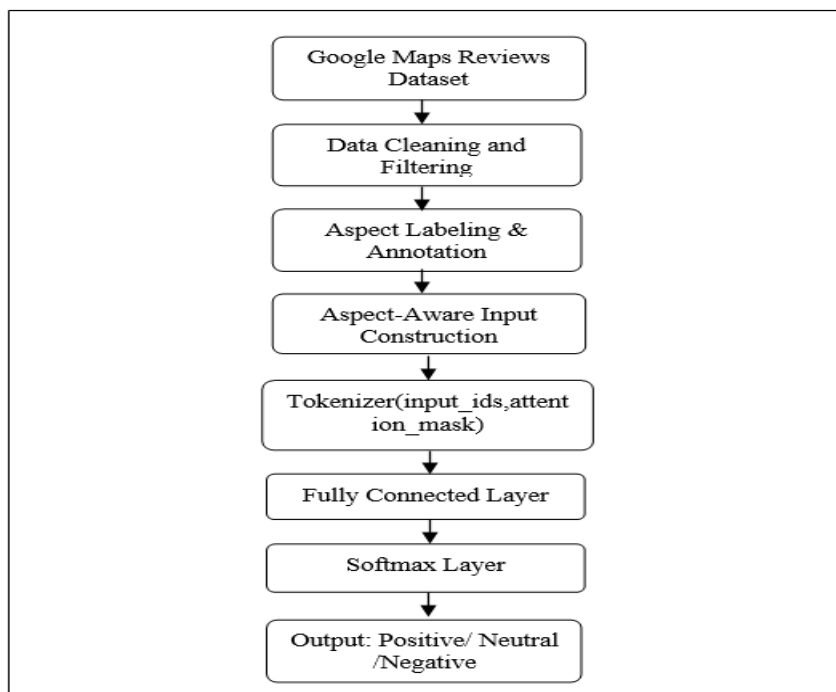 Google Maps Reviews
Dataset
Data Cleaning and
Filtering
Aspect Labeling &
Annotation
Aspect-Aware Input
Construction
Tokenizer(input_ids,attent
ion_mask)
Fully Connected Layer
Softmax Layer
Output: Positive/ Neutral
/Negative